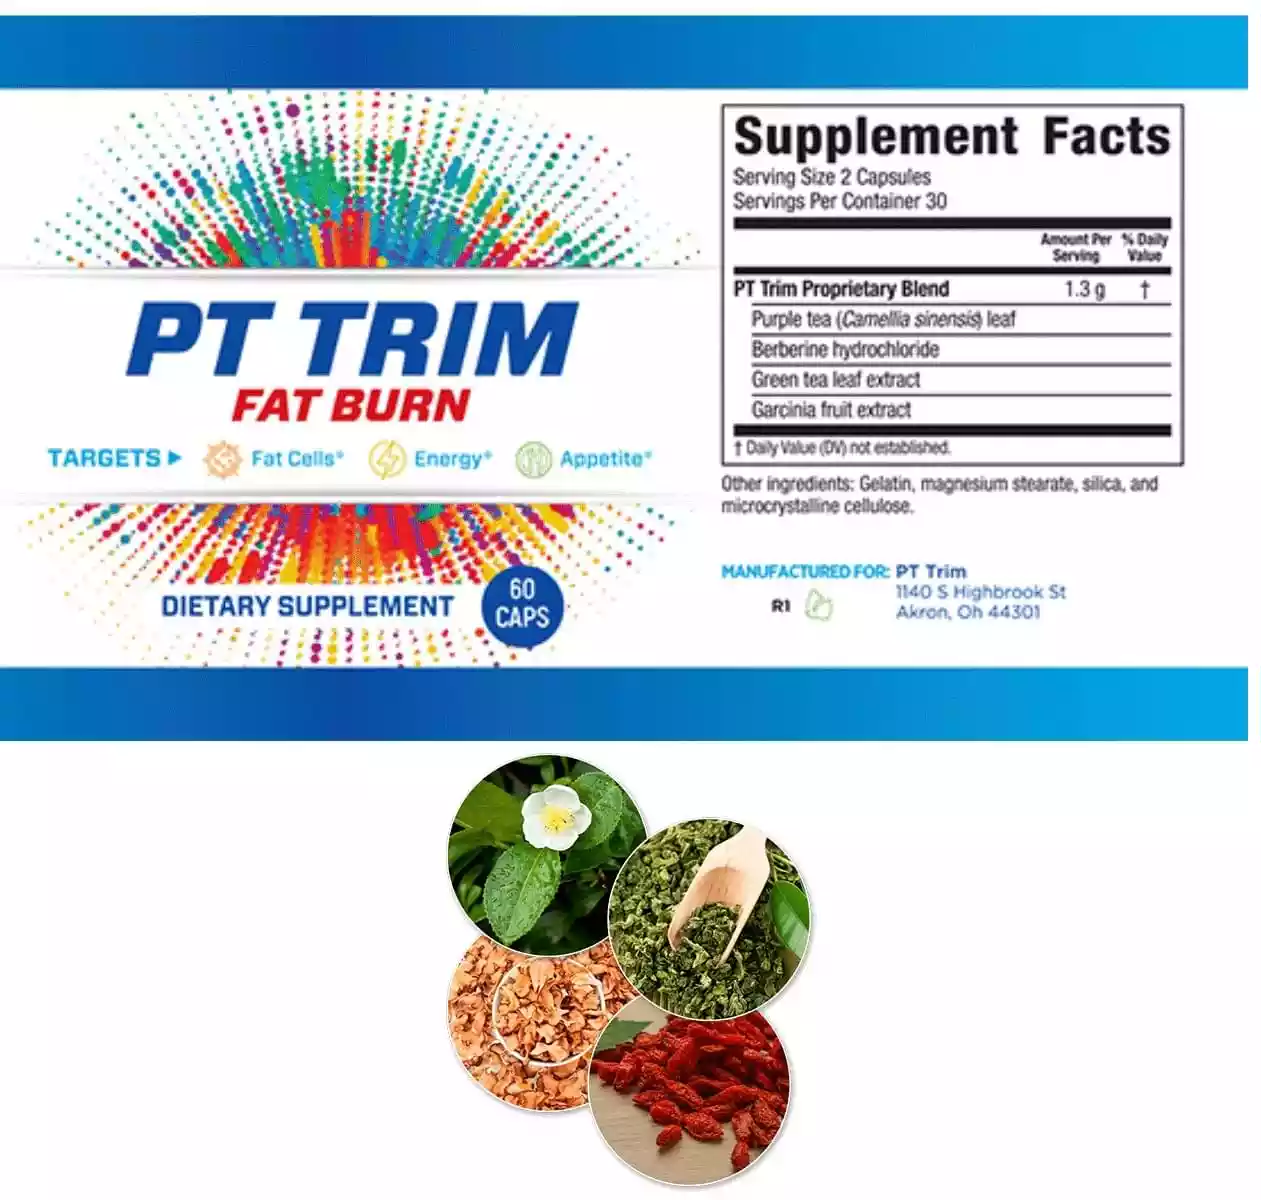 PT TRIM
FAT BURN
TARGETS ▶ Fat Cells* Energy* Appetite*
DIETARY SUPPLEMENT
60
CAPS
Supplement Facts
Serving Size 2 Capsules
Servings Per Container 30
Amount Per Serving % Daily Value
PT Trim Proprietary Blend 1.3 g †
Purple tea (Camellia sinensis) leaf
Berberine hydrochloride
Green tea leaf extract
Garcinia fruit extract
† Daily Value (DV) not established.
Other ingredients: Gelatin, magnesium stearate, silica, and
microcrystalline cellulose.
MANUFACTURED FOR: PT Trim
1140 S Highbrook St
R1
Akron, Oh 44301